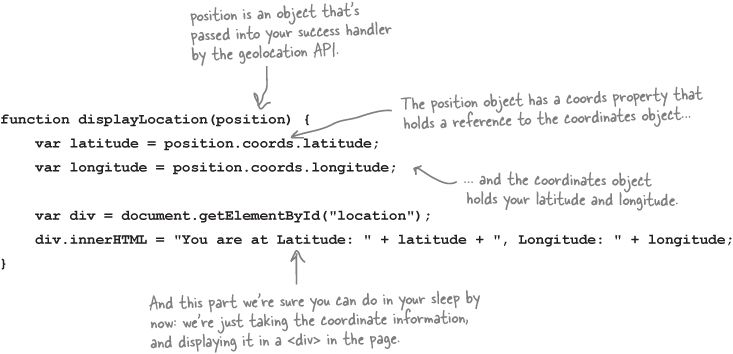 position is an object that's
passed into your success handler
by the geolocation API.
function displayLocation(position) {
The position object has a coords property that
holds a reference to the coordinates object...
var latitude = position.coords.latitude;
var longitude = position.coords.longitude;
... and the coordinates object
holds your latitude and longitude.
var div = document.getElementById("location");
div.innerHTML = "You are at Latitude: " + latitude + ", Longitude: " + longitude;
}
And this part we're sure you can do in your sleep by
now: we're just taking the coordinate information,
and displaying it in a <div> in the page.